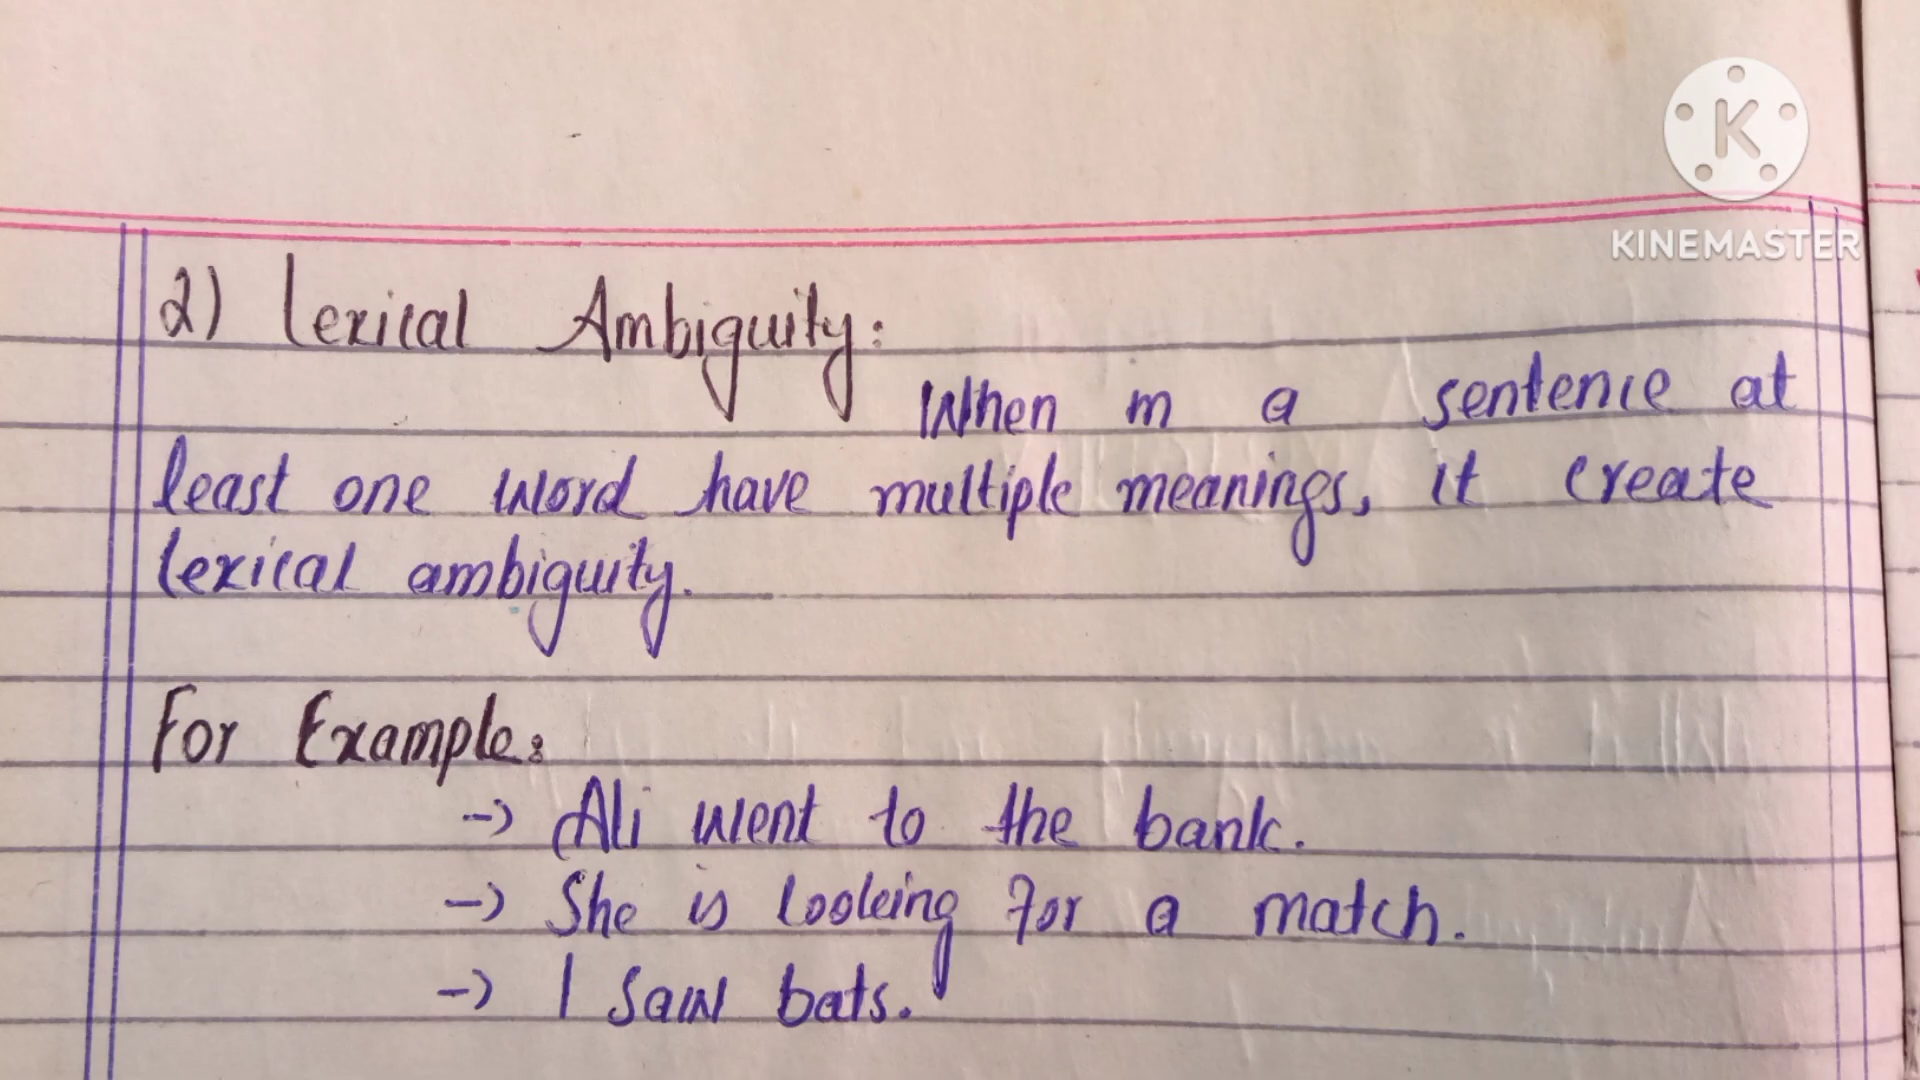 K
KINEMASTER
2) Lexical Ambiguity:
When in a sentence at
least one word have multiple meanings, it create
lexical ambiguity.
For Example:
-> Ali went to the bank.
-> She is looking for a match.
-> I saw bats.